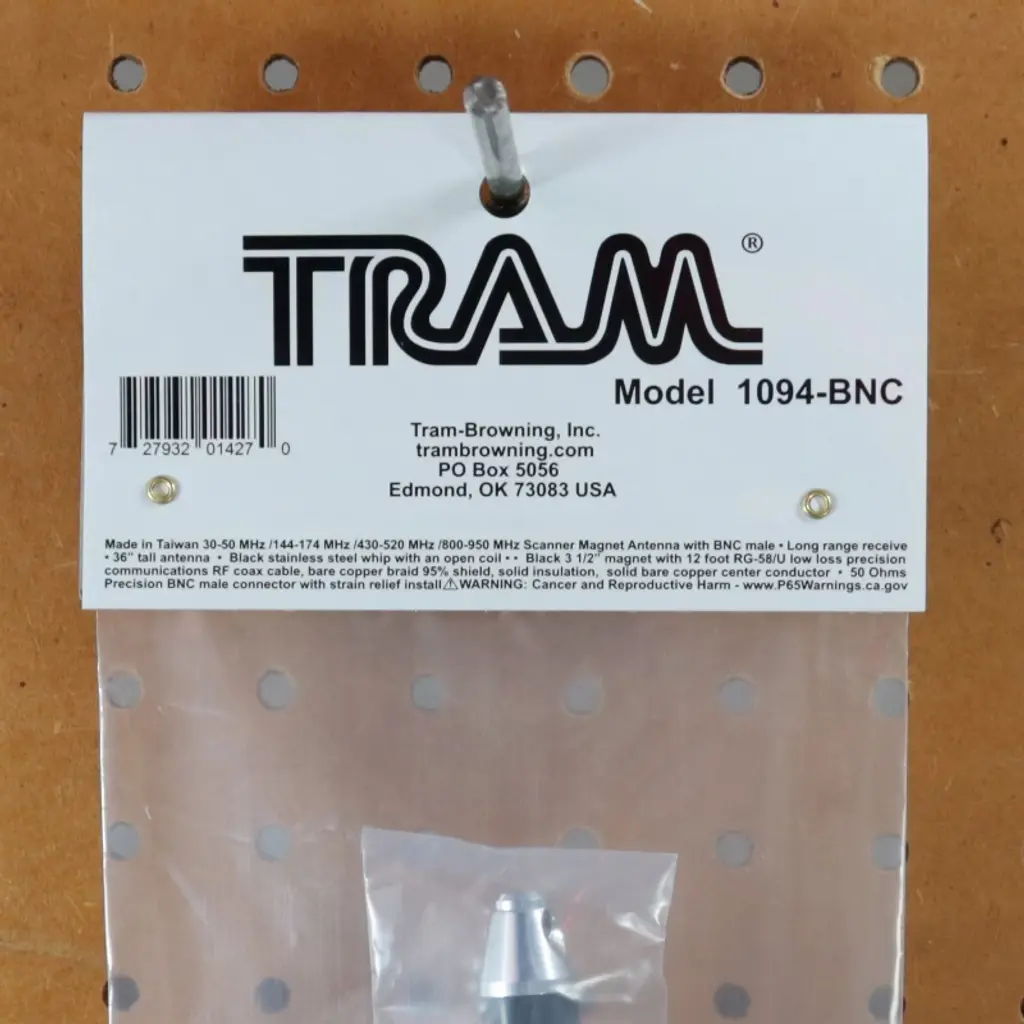 TRAM®
Model 1094-BNC
7 27932 01427 0
Tram-Browning, Inc.
trambrowning.com
PO Box 5056
Edmond, OK 73083 USA
Made in Taiwan 30-50 MHz /144-174 MHz /430-520 MHz /800-950 MHz Scanner Magnet Antenna with BNC male • Long range receive
• 36" tall antenna • Black stainless steel whip with an open coil • • Black 3 1/2" magnet with 12 foot RG-58/U low loss precision
communications RF coax cable, bare copper braid 95% shield, solid insulation, solid bare copper center conductor • 50 Ohms
Precision BNC male connector with strain relief install⚠WARNING: Cancer and Reproductive Harm - www.P65Warnings.ca.gov